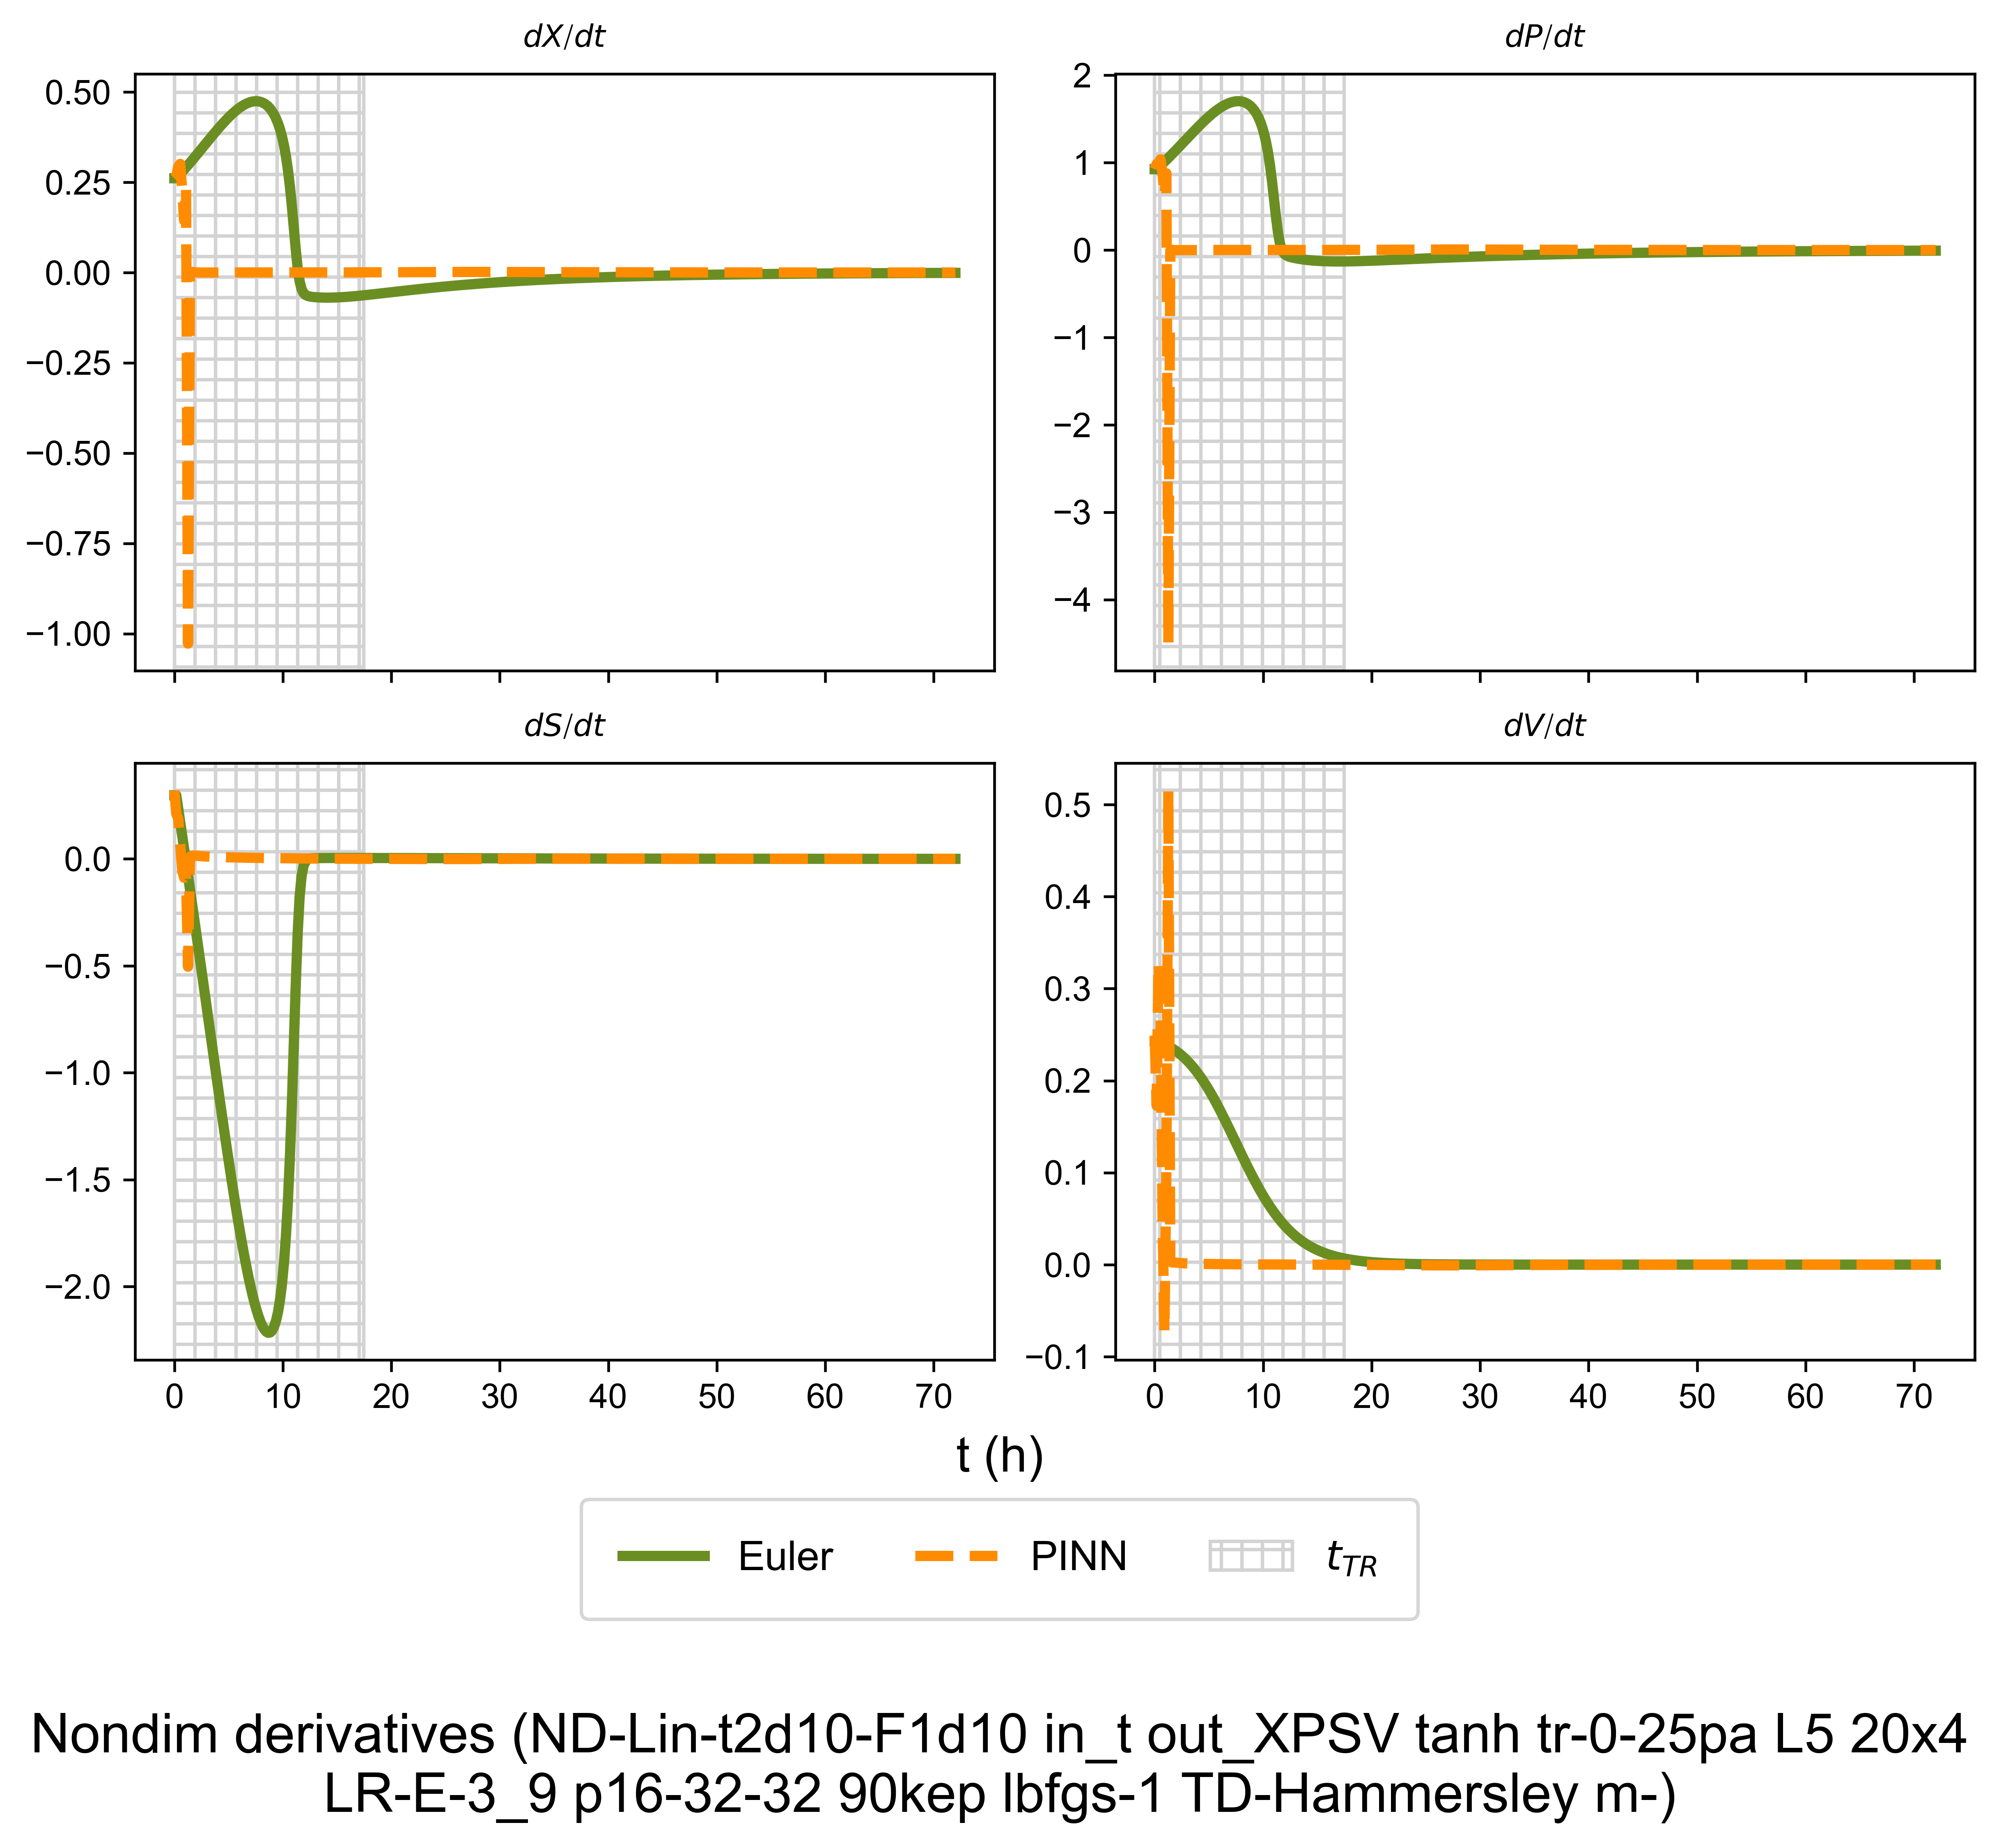 dX/dt
dP/dt
0.50
0.25
0.00
−0.25
−0.50
−0.75
−1.00
2
1
0
−1
−2
−3
−4
dS/dt
dV/dt
0.0
−0.5
−1.0
−1.5
−2.0
0 10 20 30 40 50 60 70
0.5
0.4
0.3
0.2
0.1
0.0
−0.1
0 10 20 30 40 50 60 70
t (h)
Euler PINN t_{TR}
Nondim derivatives (ND-Lin-t2d10-F1d10 in_t out_XPSV tanh tr-0-25pa L5 20x4
LR-E-3_9 p16-32-32 90kep lbfgs-1 TD-Hammersley m-)